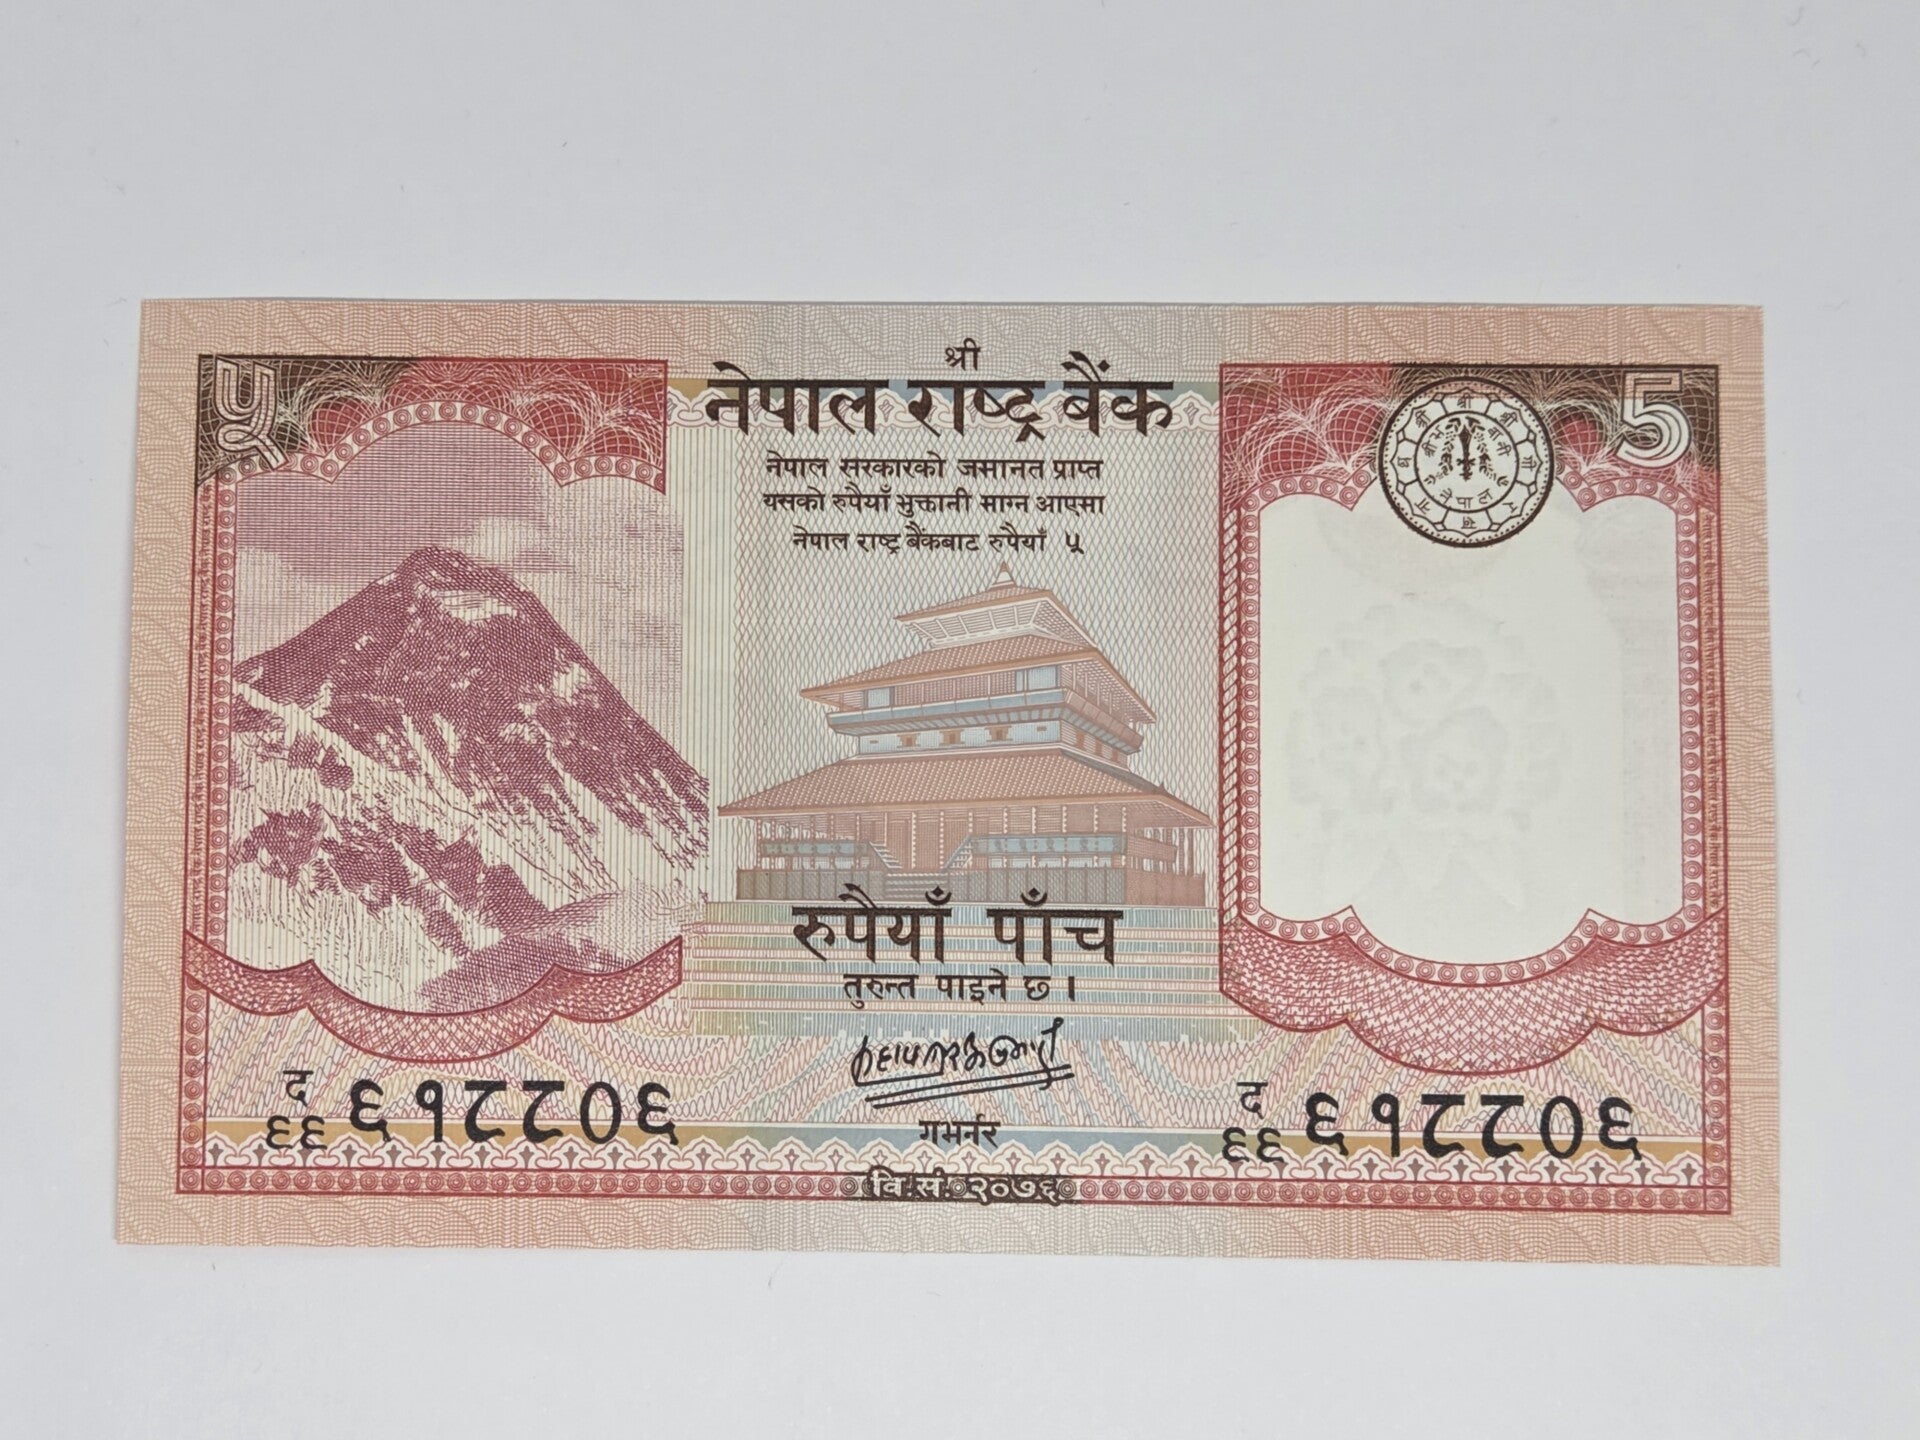 श्री
नेपाल राष्ट्र बैंक
५
5
नेपाल सरकारको जमानत प्राप्त
यसको रुपैयाँ भुक्तानी माग्न आएमा
नेपाल राष्ट्र बैंकबाट रुपैयाँ ५
नेपाल
रुपैयाँ पाँच
तुरुन्त पाइने छ ।
गभर्नर
द
६६ ६१८८०६
द
६६ ६१८८०६
वि.सं. २०७६